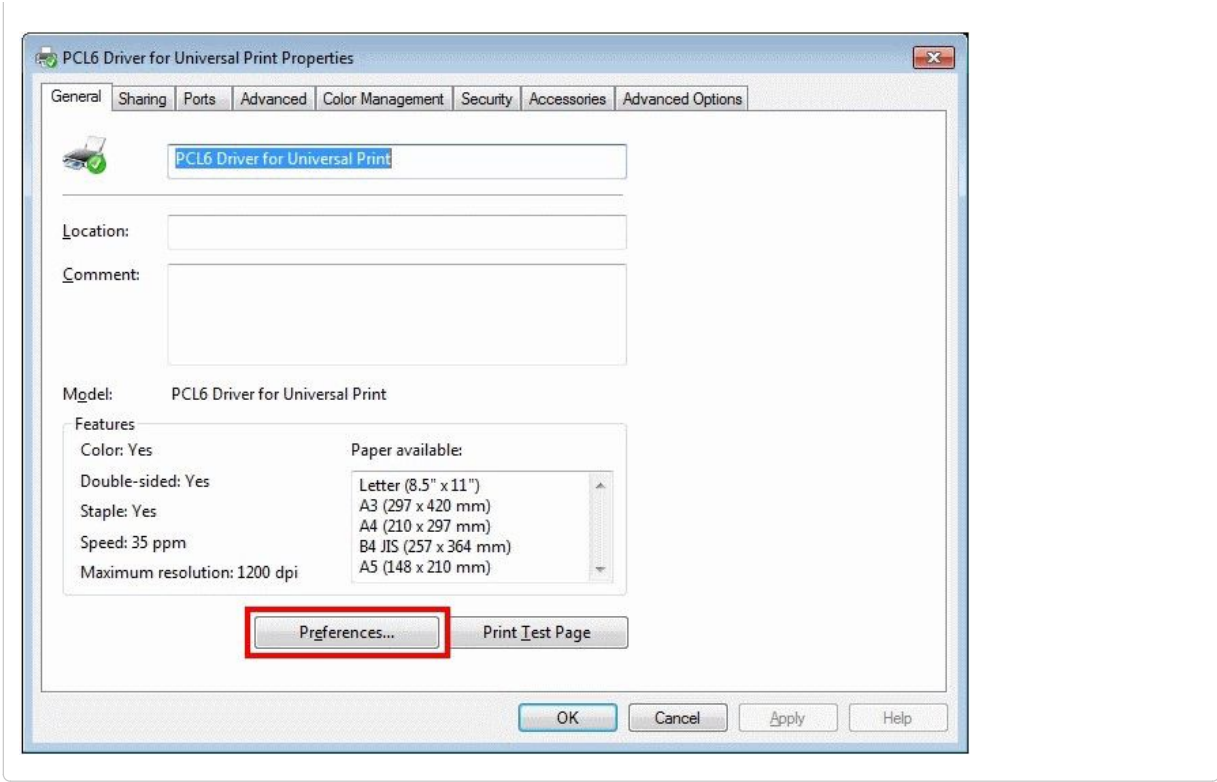 PCL6 Driver for Universal Print Properties
General Sharing Ports Advanced Color Management Security Accessories Advanced Options
PCL6 Driver for Universal Print
Location:
Comment:
Model: PCL6 Driver for Universal Print
Features
Color: Yes
Double-sided: Yes
Staple: Yes
Speed: 35 ppm
Maximum resolution: 1200 dpi
Paper available:
Letter (8.5" x 11")
A3 (297 x 420 mm)
A4 (210 x 297 mm)
B4 JIS (257 x 364 mm)
A5 (148 x 210 mm)
Preferences... Print Test Page
OK Cancel Apply Help